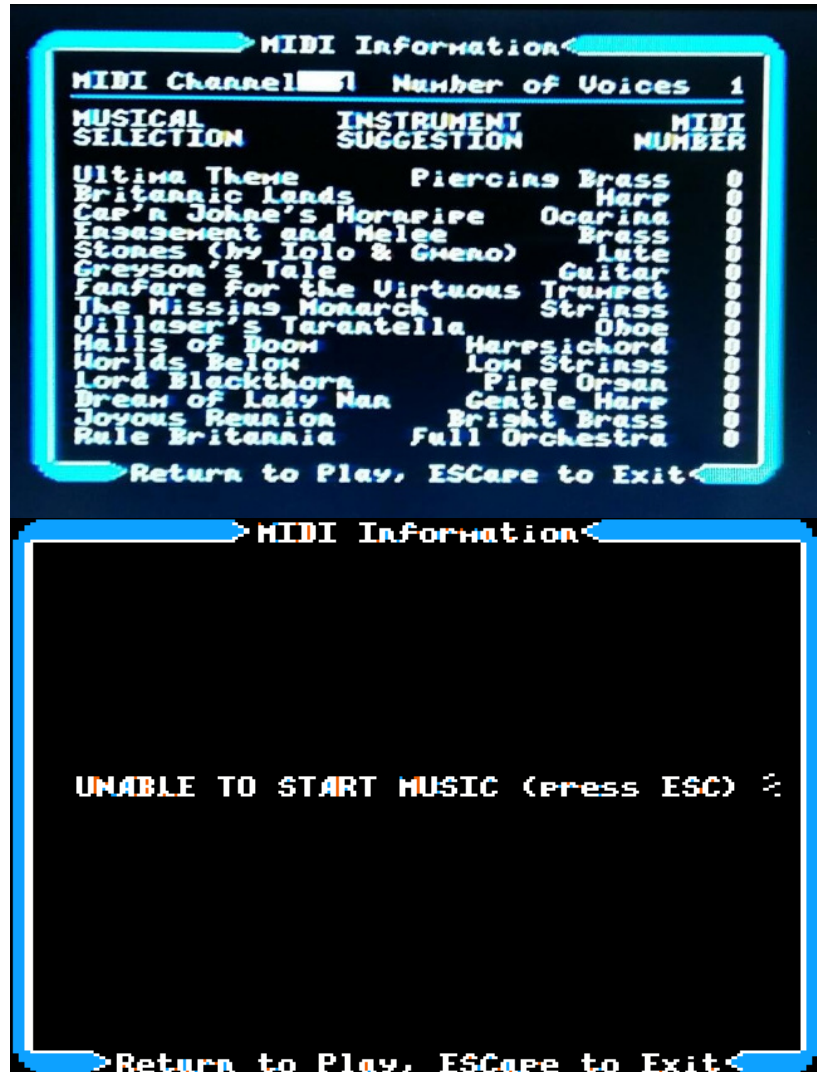 MIDI Information
MIDI Channel 1 Number of Voices 1
MUSICAL INSTRUMENT MIDI
SELECTION SUGGESTION NUMBER
Ultima Theme Piercing Brass 0
Britannic Lands Harp 0
Cap'n Johne's Hornpipe Ocarina 0
Engagement and Melee Brass 0
Stones (by Iolo & Gweno) Lute 0
Greyson's Tale Guitar 0
Fanfare for the Virtuous Trumpet 0
The Missing Monarch Strings 0
Villager's Tarantella Oboe 0
Halls of Doom Harpsichord 0
Worlds Below Low Strings 0
Lord Blackthorn Pipe Organ 0
Dream of Lady Nan Gentle Harp 0
Joyous Reunion Bright Brass 0
Rule Britannia Full Orchestra 0
Return to Play, ESCape to Exit
MIDI Information
UNABLE TO START MUSIC (press ESC)
Return to Play, ESCape to Exit